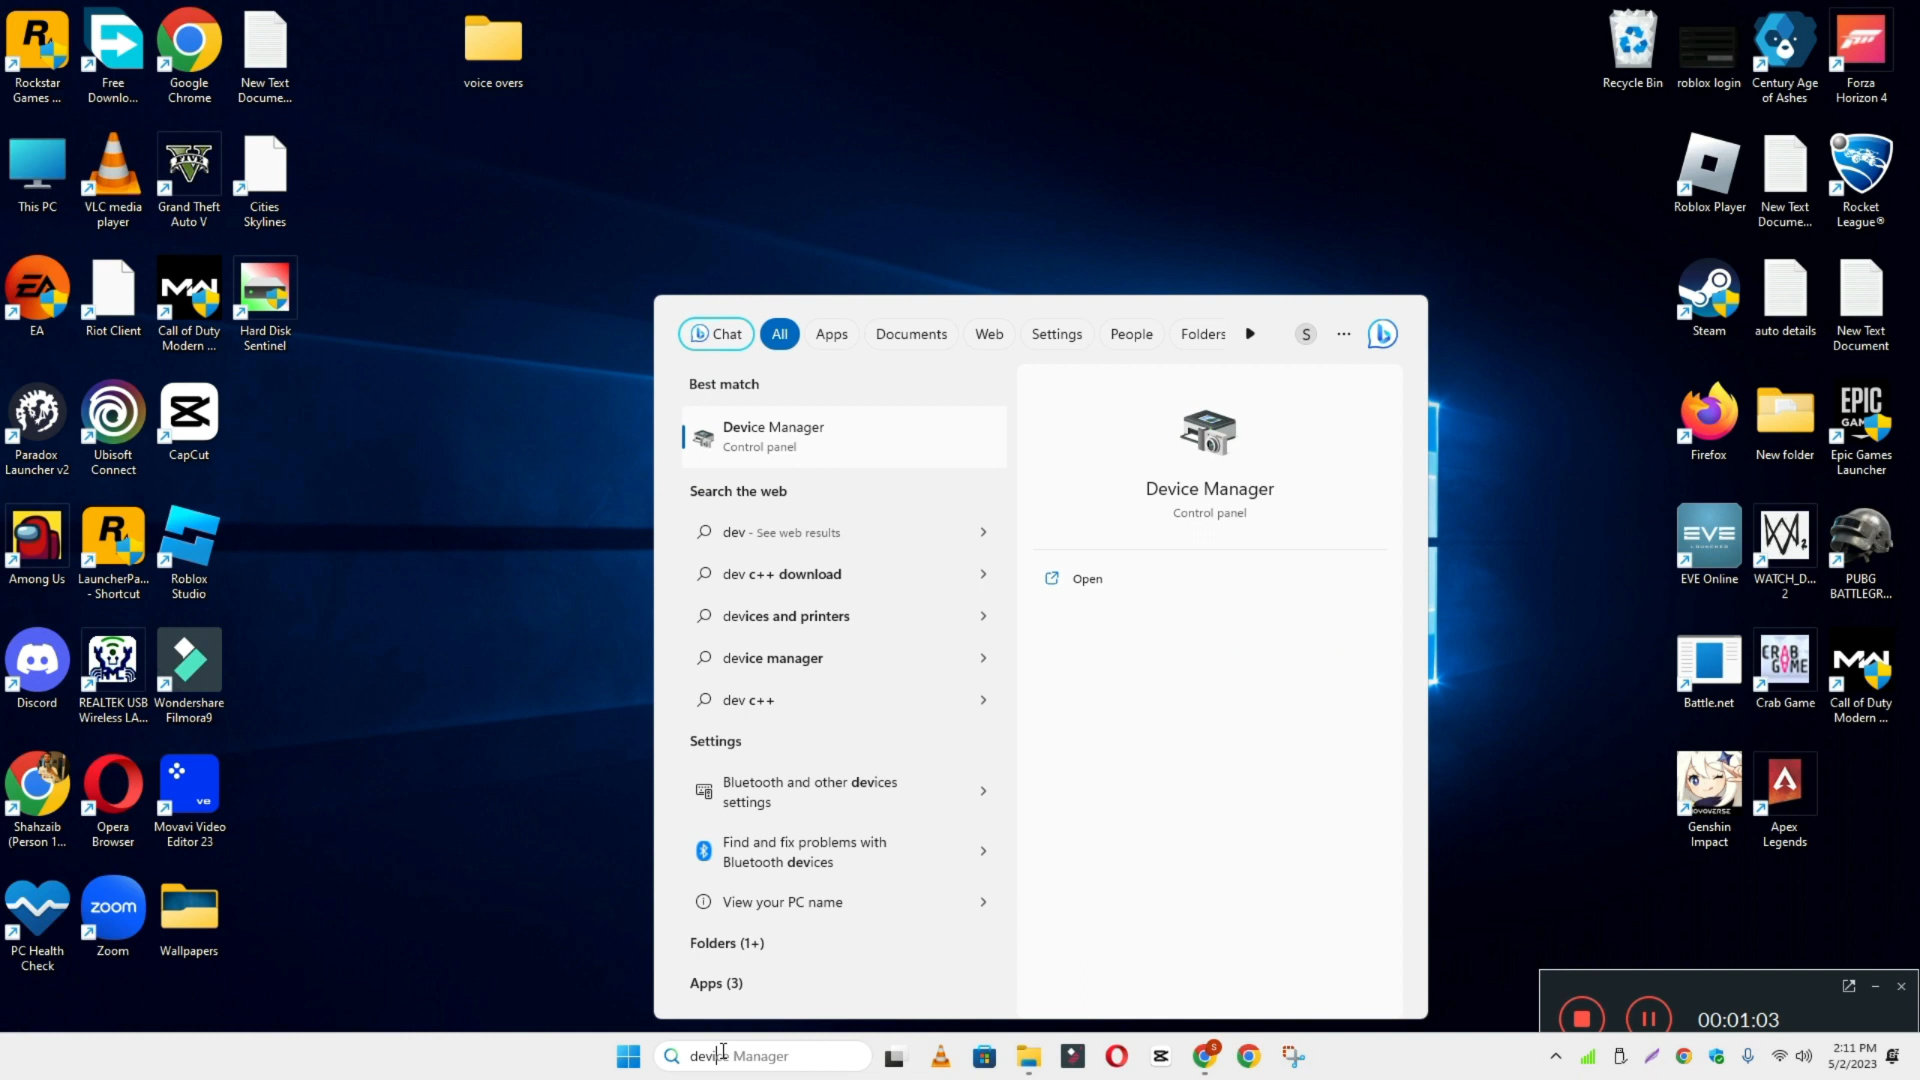 Rockstar
Games ...
Free
Downlo...
Google
Chrome
New Text
Docume...
voice overs
Recycle Bin
roblox login
Century Age
of Ashes
Forza
Horizon 4
This PC
VLC media
player
Grand Theft
Auto V
Cities
Skylines
Roblox Player
New Text
Docume...
Rocket
League®
EA
Riot Client
Call of Duty
Modern ...
Hard Disk
Sentinel
Steam
auto details
New Text
Document
Paradox
Launcher v2
Ubisoft
Connect
CapCut
Firefox
New folder
Epic Games
Launcher
Among Us
LauncherPa...
- Shortcut
Roblox
Studio
EVE Online
WATCH_D...
2
PUBG
BATTLEGR...
Discord
REALTEK USB
Wireless LA...
Wondershare
Filmora9
Battle.net
Crab Game
Call of Duty
Modern ...
Shahzaib
(Person 1...
Opera
Browser
Movavi Video
Editor 23
Genshin
Impact
Apex
Legends
PC Health
Check
zoom
Zoom
Wallpapers
Chat
All
Apps
Documents
Web
Settings
People
Folders
S
Best match
Device Manager
Control panel
Search the web
dev - See web results
dev c++ download
devices and printers
device manager
dev c++
Settings
Bluetooth and other devices
settings
Find and fix problems with
Bluetooth devices
View your PC name
Folders (1+)
Apps (3)
Device Manager
Control panel
Open
00:01:03
device Manager
2:11 PM
5/2/2023